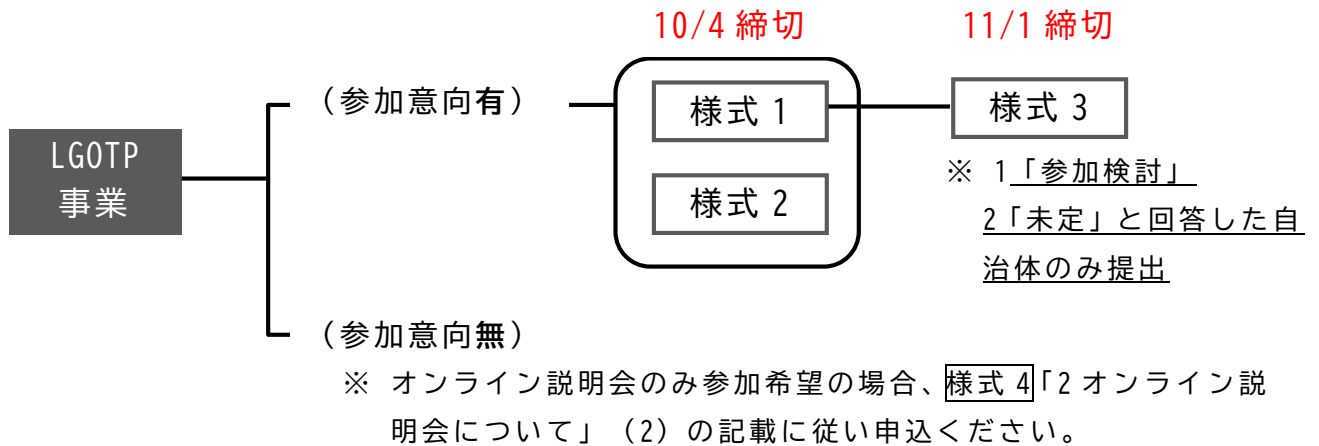 10/4 締切
11/1 締切
(参加意向有)
様式 1
様式 3
LGOTP
事業
様式 2
※ 1「参加検討」
2「未定」と回答した自
治体のみ提出
(参加意向無)
※ オンライン説明会のみ参加希望の場合、様式 4「2 オンライン説
明会について」(2)の記載に従い申込ください。